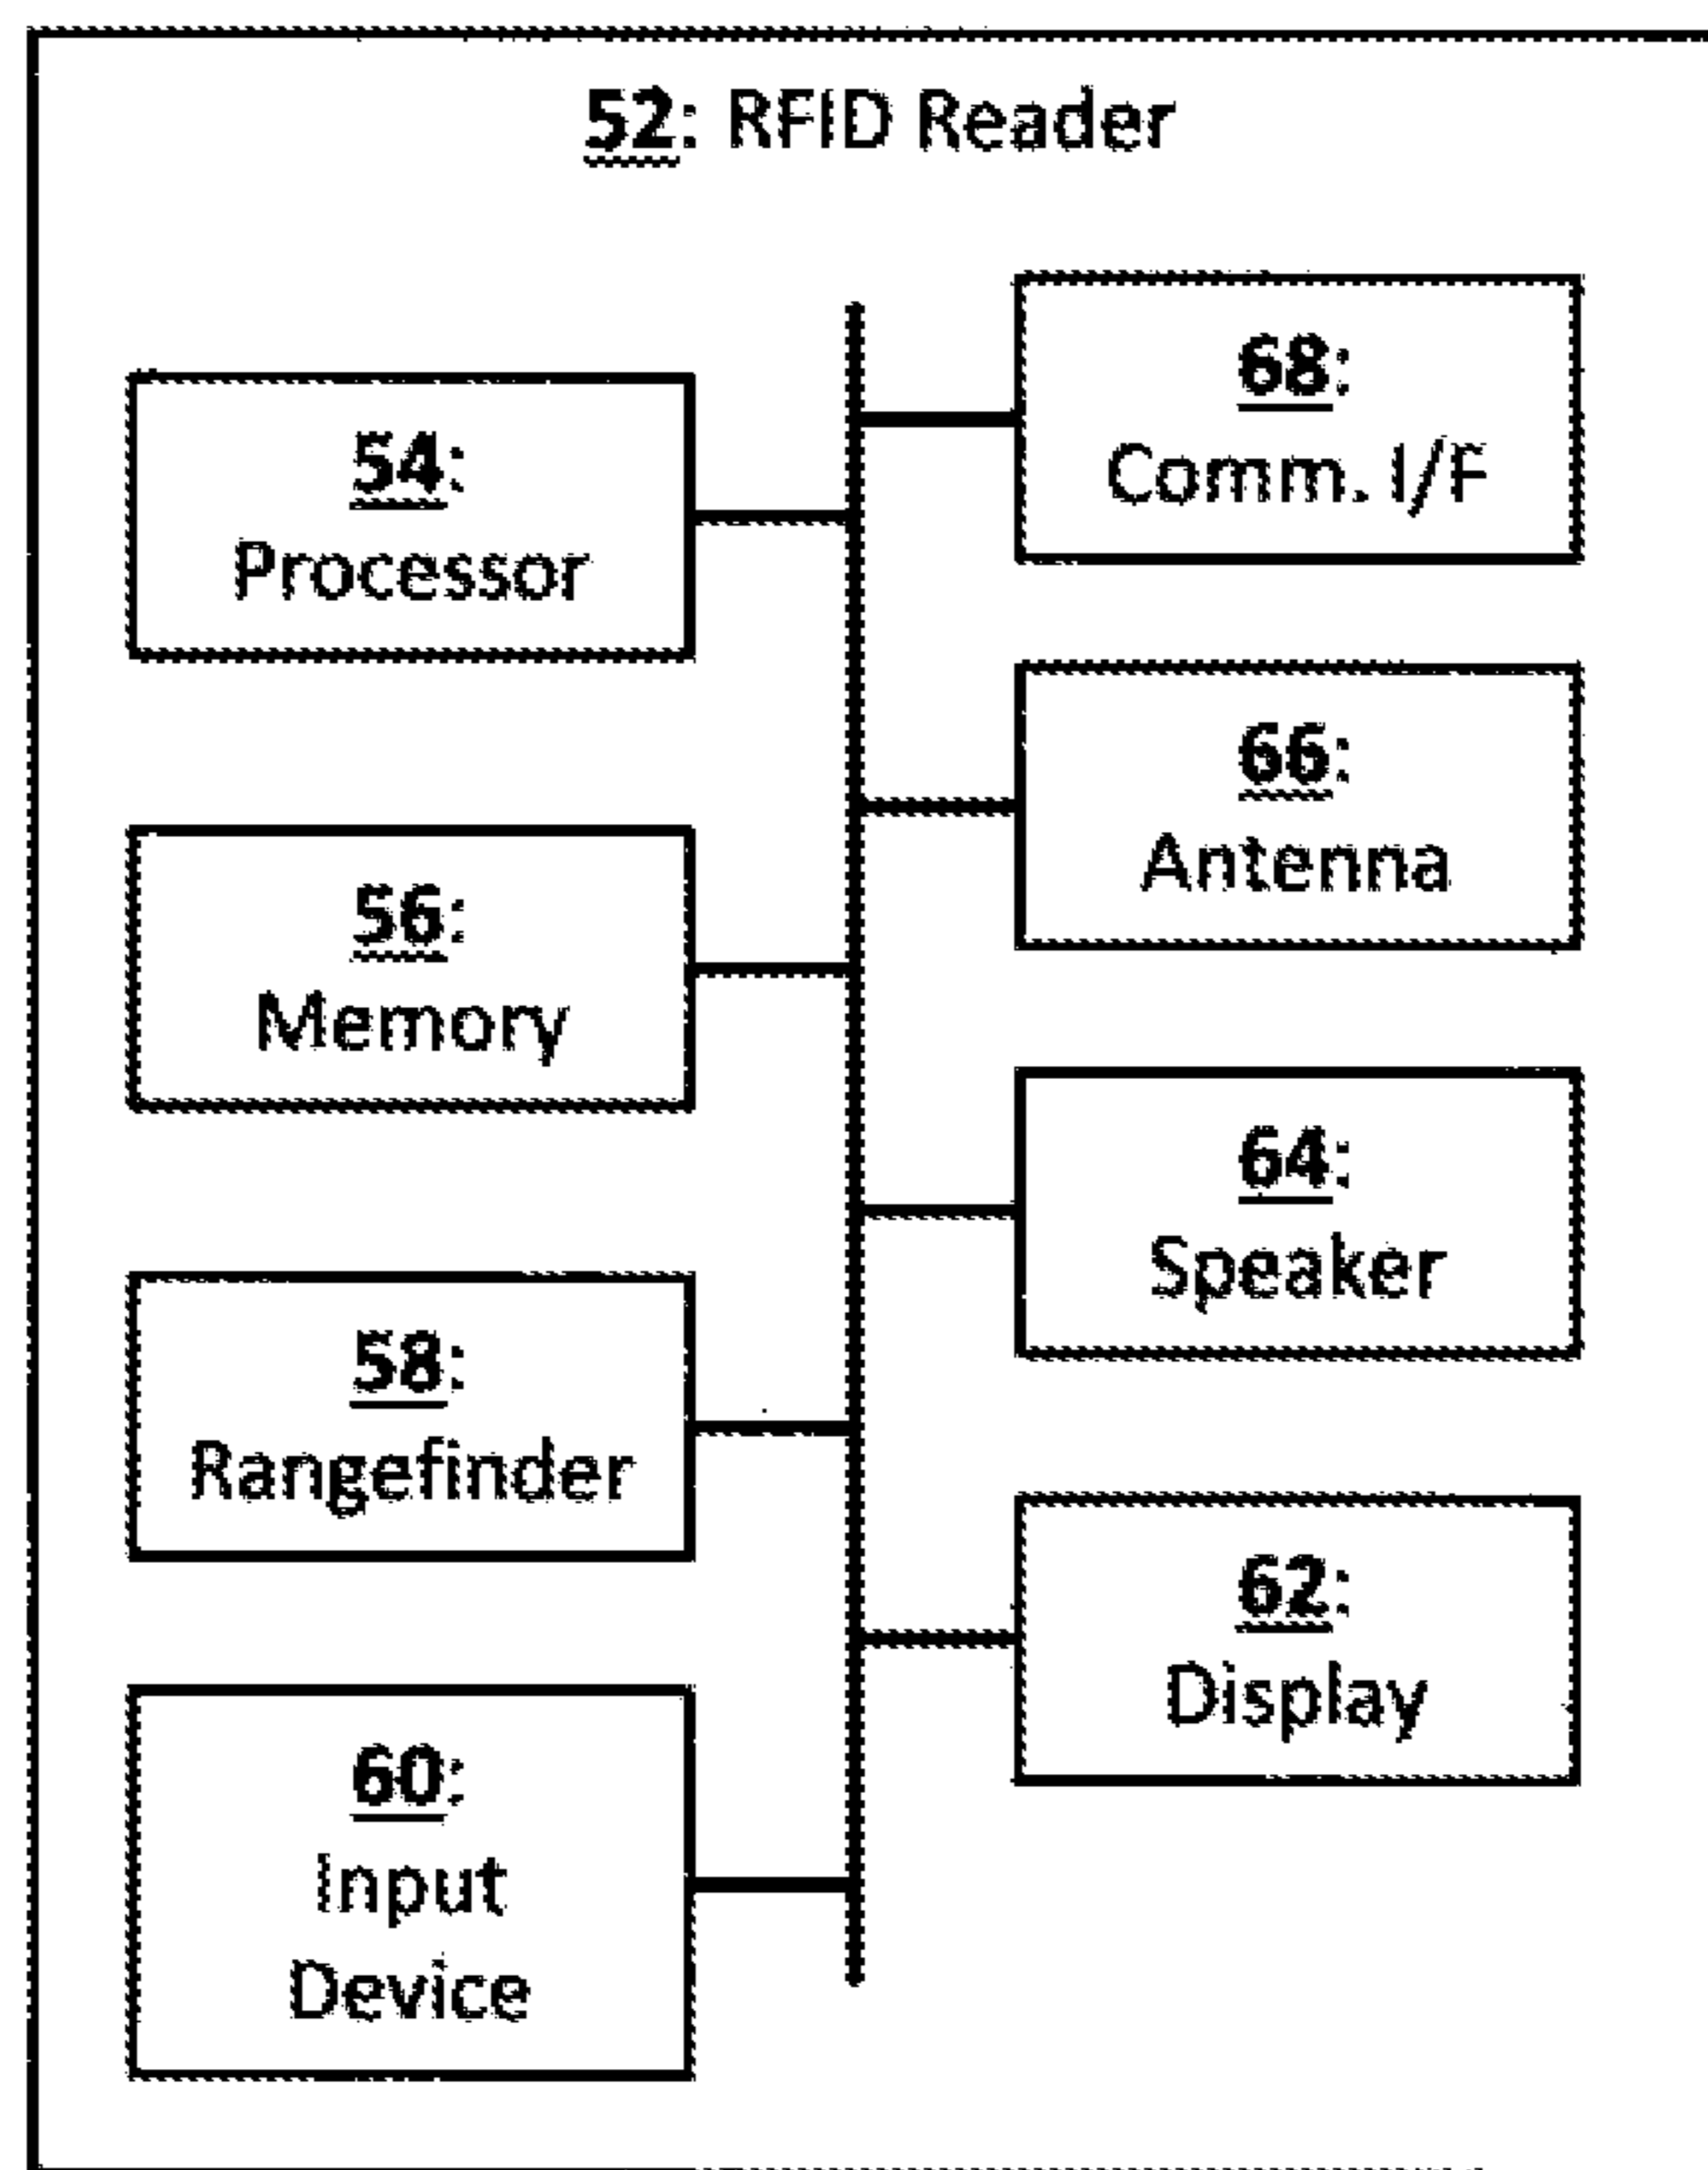 52: RFID Reader
54:
Processor
56:
Memory
58:
Rangefinder
60:
Input
Device
68:
Comm. I/F
66:
Antenna
64:
Speaker
62:
Display